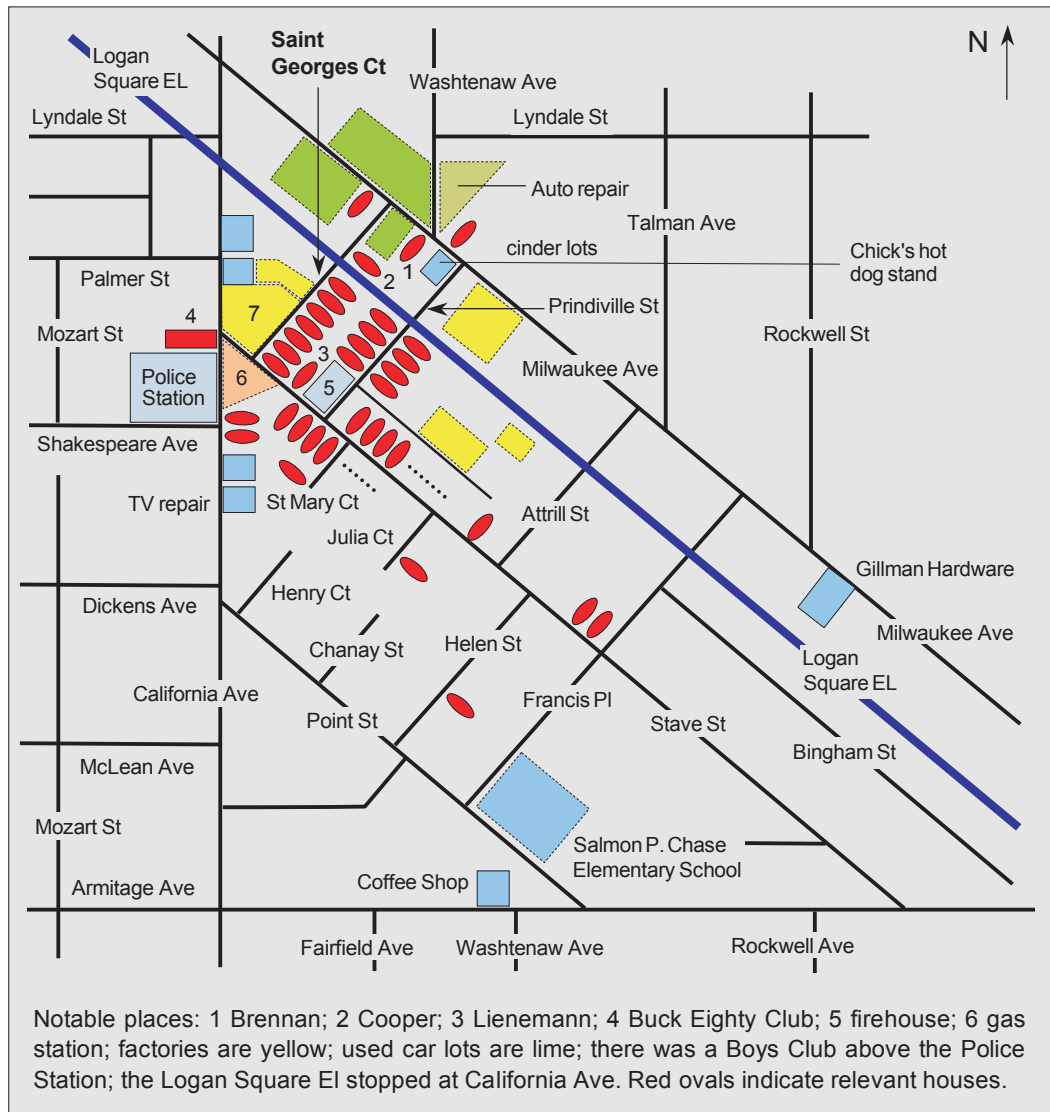 Logan
Square EL
Saint
Georges Ct
Washtenaw Ave
N
Lyndale St
Lyndale St
Auto repair
Talman Ave
cinder lots
Chick's hot
dog stand
1
2
Palmer St
Prindiville St
4
7
Mozart St
Rockwell St
3
Milwaukee Ave
Police
Station
6
5
Shakespeare Ave
TV repair
St Mary Ct
Attrill St
Julia Ct
Gillman Hardware
Henry Ct
Dickens Ave
Milwaukee Ave
Chanay St
Helen St
Logan
Square EL
California Ave
Francis Pl
Point St
Stave St
Bingham St
McLean Ave
Mozart St
Salmon P. Chase
Elementary School
Coffee Shop
Armitage Ave
Fairfield Ave
Washtenaw Ave
Rockwell Ave
Notable places: 1 Brennan; 2 Cooper; 3 Lienemann; 4 Buck Eighty Club; 5 firehouse; 6 gas
station; factories are yellow; used car lots are lime; there was a Boys Club above the Police
Station; the Logan Square El stopped at California Ave. Red ovals indicate relevant houses.